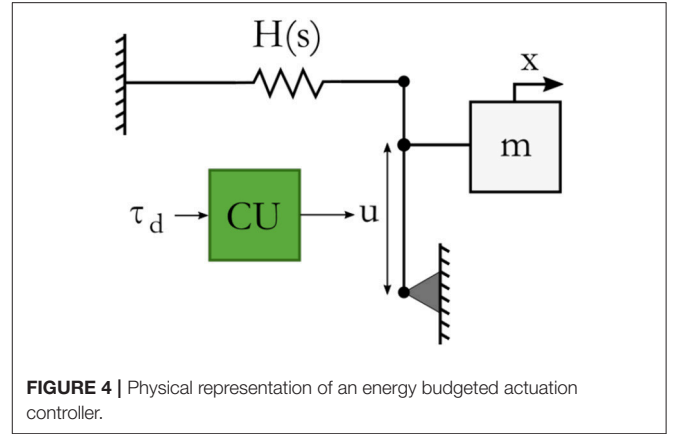 H(s)
x
m
τd
CU
u
FIGURE 4 | Physical representation of an energy budgeted actuation
controller.